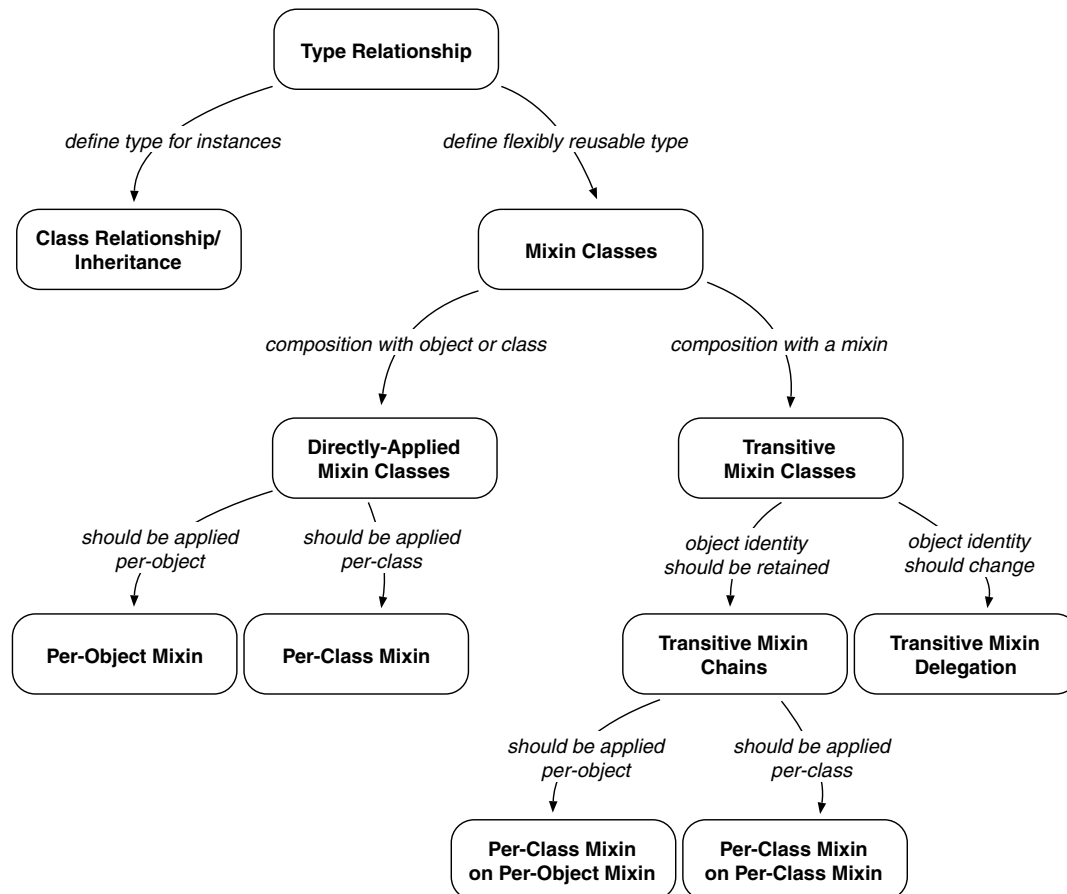 Type Relationship
define type for instances
define flexibly reusable type
Class Relationship/
Inheritance
Mixin Classes
composition with object or class
composition with a mixin
Directly-Applied
Mixin Classes
Transitive
Mixin Classes
should be applied
per-object
should be applied
per-class
object identity
should be retained
object identity
should change
Per-Object Mixin
Per-Class Mixin
Transitive Mixin
Chains
Transitive Mixin
Delegation
should be applied
per-object
should be applied
per-class
Per-Class Mixin
on Per-Object Mixin
Per-Class Mixin
on Per-Class Mixin